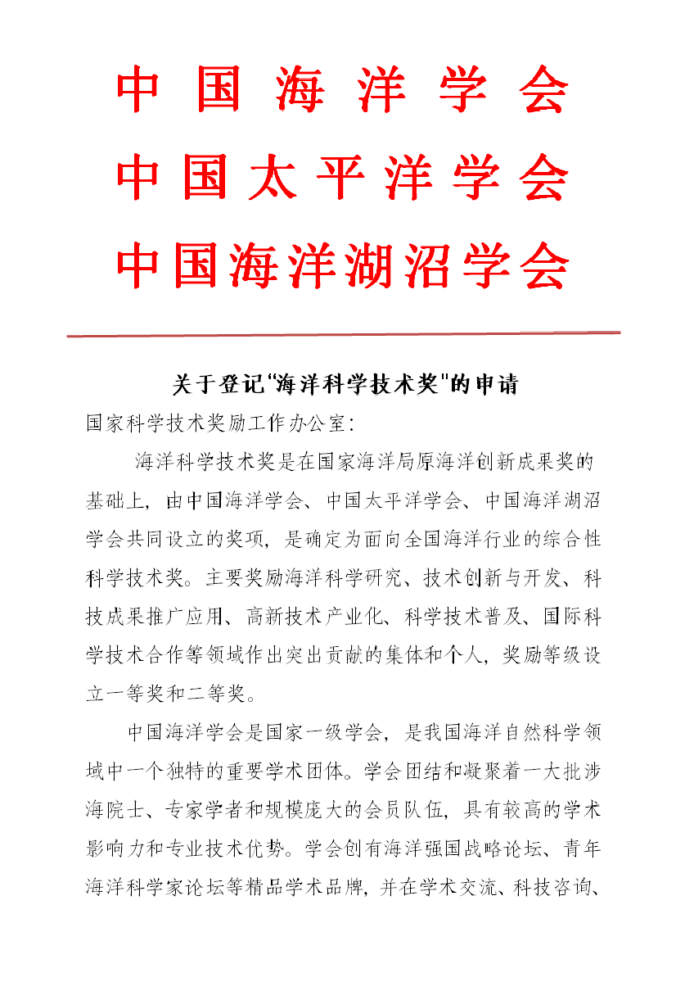 中国海洋学会
中国太平洋学会
中国海洋湖沼学会
关于登记“海洋科学技术奖"的申请
国家科学技术奖励工作办公室：
海洋科学技术奖是在国家海洋局原海洋创新成果奖的
基础上，由中国海洋学会、中国太平洋学会、中国海洋湖沼
学会共同设立的奖项，是确定为面向全国海洋行业的综合性
科学技术奖。主要奖励海洋科学研究、技术创新与开发、科
技成果推广应用、高新技术产业化、科学技术普及、国际科
学技术合作等领域作出突出贡献的集体和个人，奖励等级设
立一等奖和二等奖。
中国海洋学会是国家一级学会，是我国海洋自然科学领
域中一个独特的重要学术团体。学会团结和凝聚着一大批涉
海院士、专家学者和规模庞大的会员队伍，具有较高的学术
影响力和专业技术优势。学会创有海洋强国战略论坛、青年
海洋科学家论坛等精品学术品牌，并在学术交流、科技咨询、